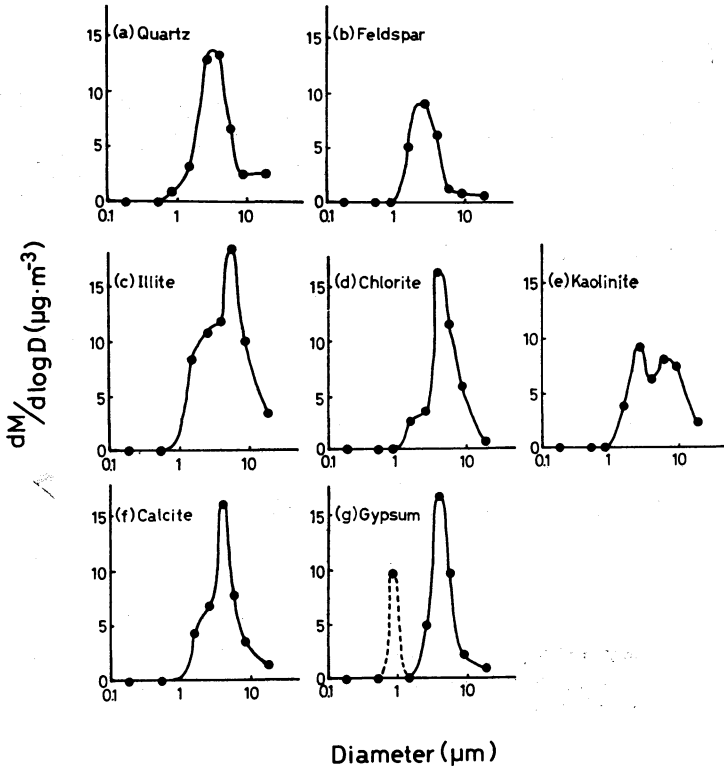 (a) Quartz
15
10
5
0
0.1 1 10
(b) Feldspar
15
10
5
0
0.1 1 10
dM/dlogD (μg·m⁻³)
(c) Illite
15
10
5
0
0.1 1 10
(d) Chlorite
15
10
5
0
0.1 1 10
(e) Kaolinite
15
10
5
0
0.1 1 10
(f) Calcite
15
10
5
0
0.1 1 10
(g) Gypsum
15
10
5
0
0.1 1 10
Diameter (μm)